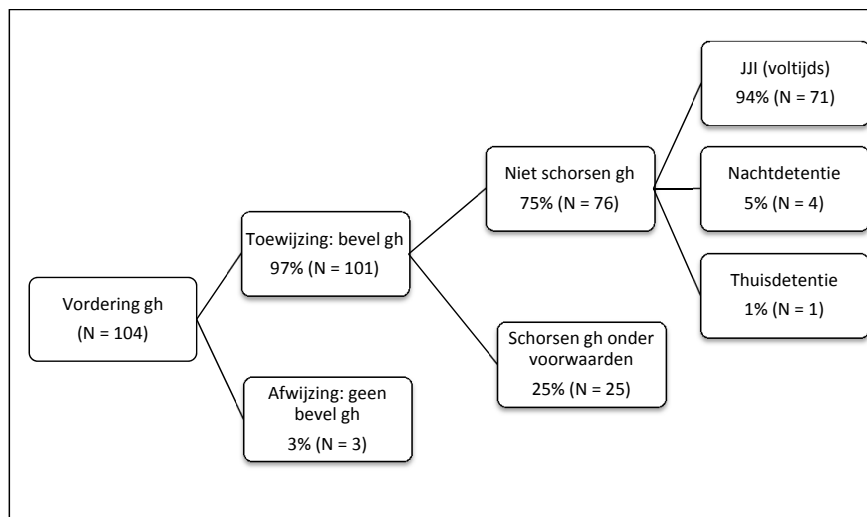 Vordering gh
(N = 104)
Toewijzing: bevel gh
97% (N = 101)
Afwijzing: geen
bevel gh
3% (N = 3)
Niet schorsen gh
75% (N = 76)
Schorsen gh onder
voorwaarden
25% (N = 25)
JJI (voltijds)
94% (N = 71)
Nachtdetentie
5% (N = 4)
Thuisdetentie
1% (N = 1)